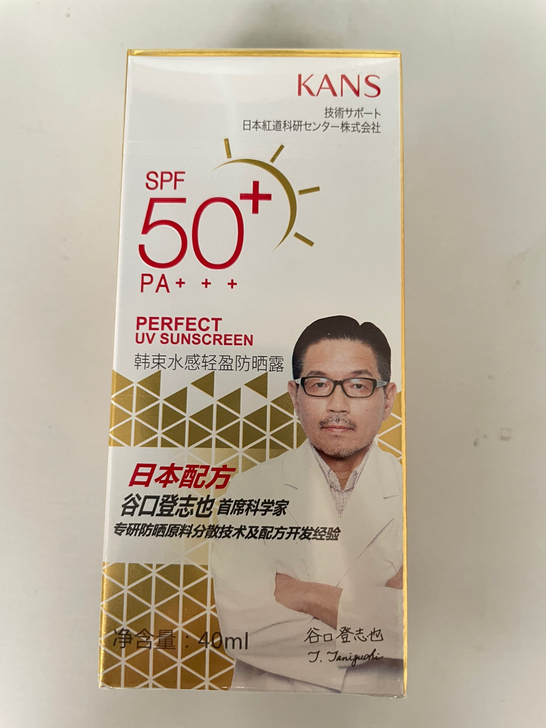 KANS
技術サポート
日本紅道科研センター株式会社
SPF
50+
PA+ + +
PERFECT
UV SUNSCREEN
韩束水感轻盈防晒露
日本配方
谷口登志也 首席科学家
专研防晒原料分散技术及配方开发经验
净含量：40ml
谷口登志也
T. Taniguchi